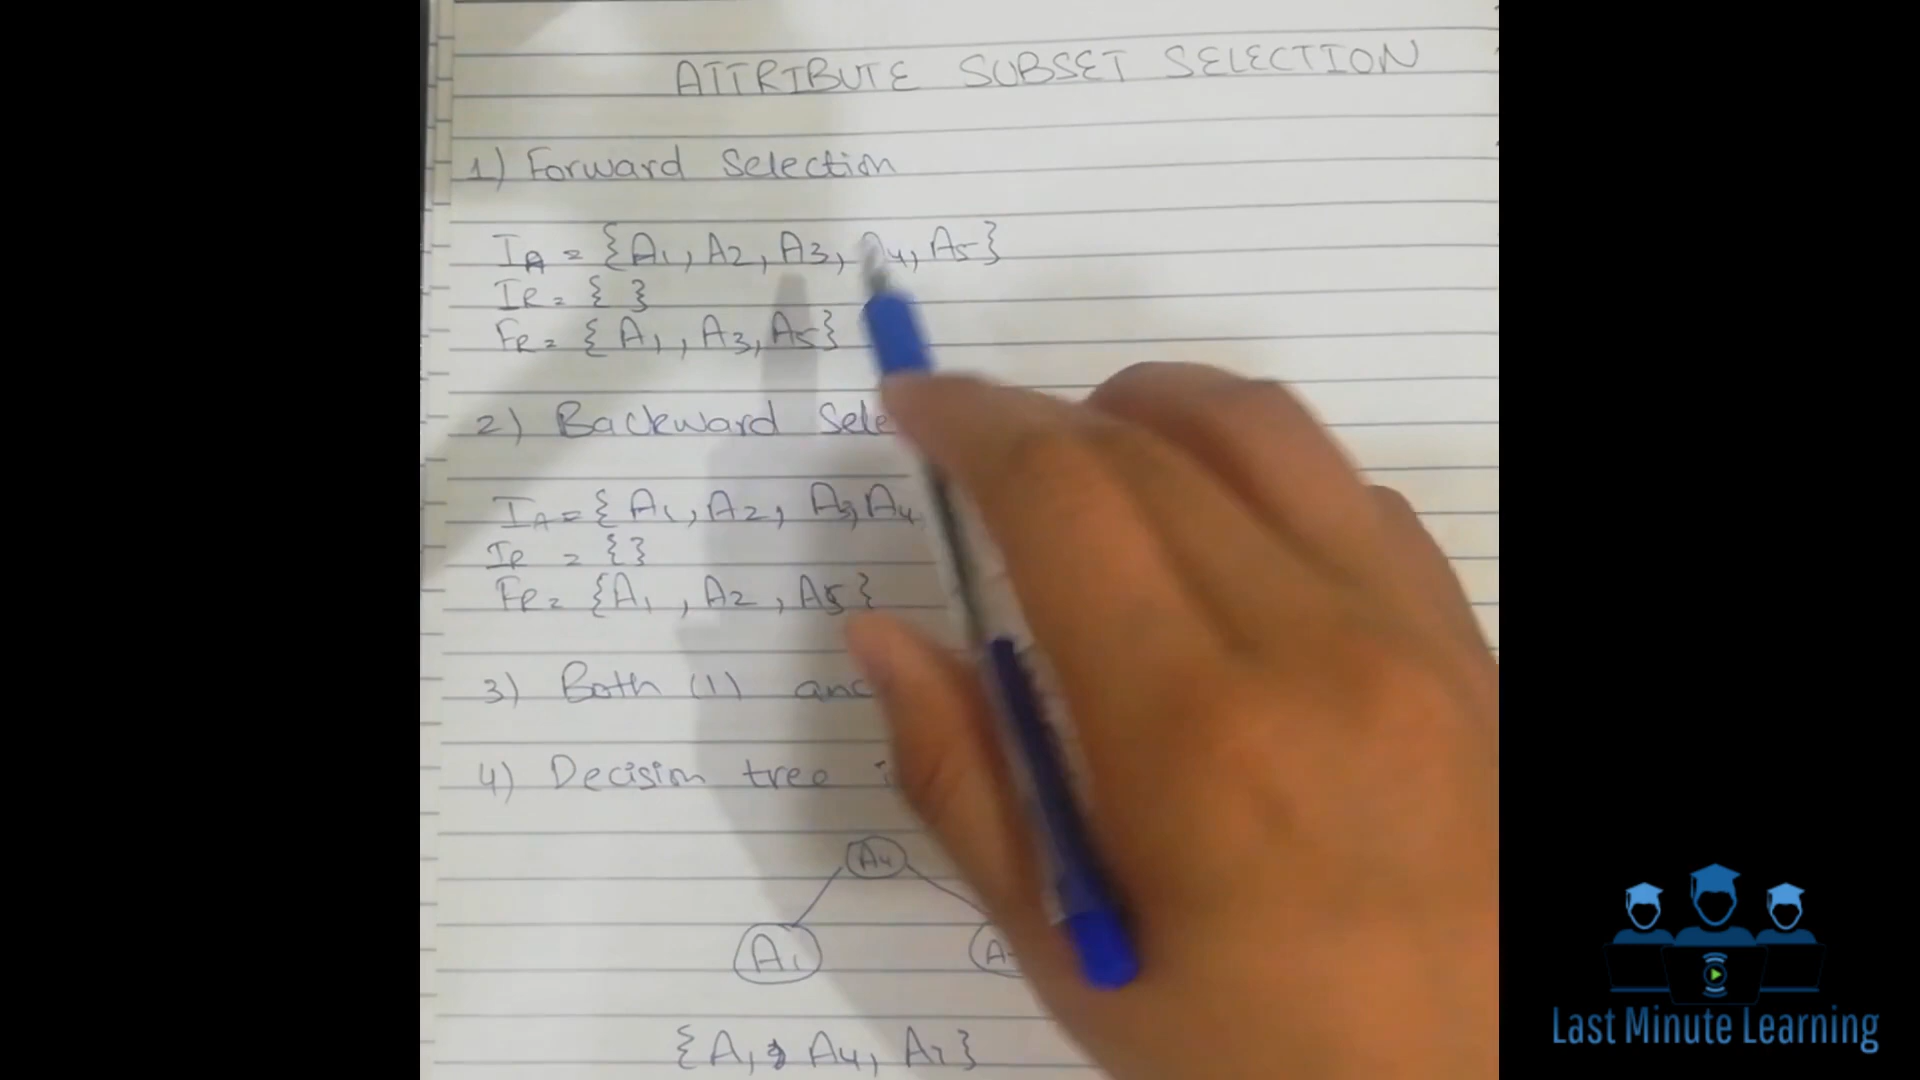 ATTRIBUTE SUBSET SELECTION
1) Forward Selection
IA = {A1, A2, A3, A4, A5}
IR = { }
FR = {A1, A3, A5}
2) Backward Sele
IA = {A1, A2, A3, A4,
IR = {}
FR = {A1, A2, A5}
3) Both (1) and
4) Decision tree i
A4
A1
{A1, A4, A7}
Last Minute Learning